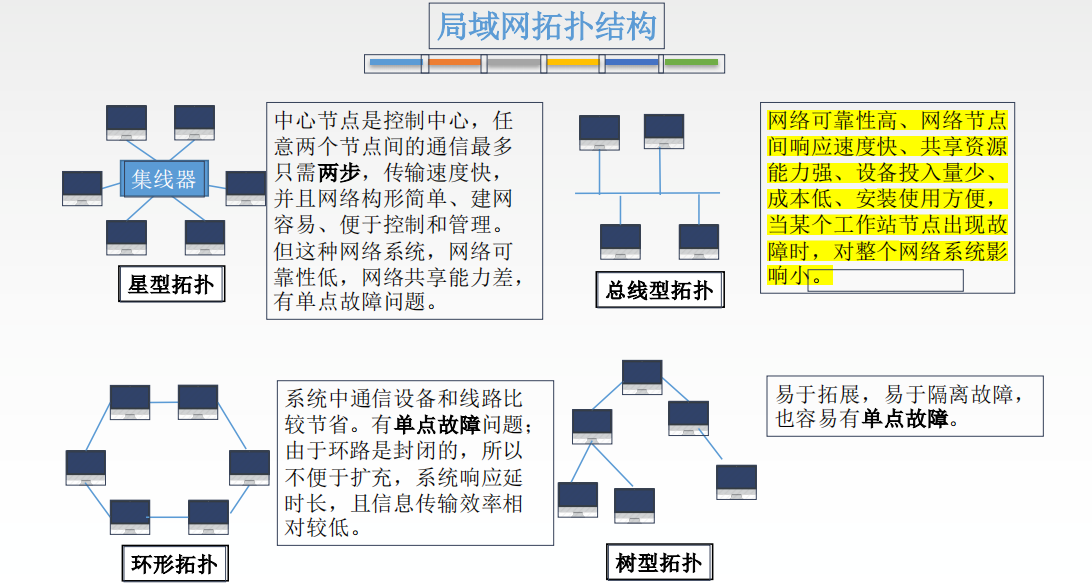 局域网拓扑结构
集线器
星型拓扑
中心节点是控制中心，任
意两个节点间的通信最多
只需两步，传输速度快，
并且网络构形简单、建网
容易、便于控制和管理。
但这种网络系统，网络可
靠性低，网络共享能力差，
有单点故障问题。
总线型拓扑
网络可靠性高、网络节点
间响应速度快、共享资源
能力强、设备投入量少、
成本低、安装使用方便，
当某个工作站节点出现故
障时，对整个网络系统影
响小。
环形拓扑
系统中通信设备和线路比
较节省。有单点故障问题；
由于环路是封闭的，所以
不便于扩充，系统响应延
时长，且信息传输效率相
对较低。
树型拓扑
易于拓展，易于隔离故障，
也容易有单点故障。